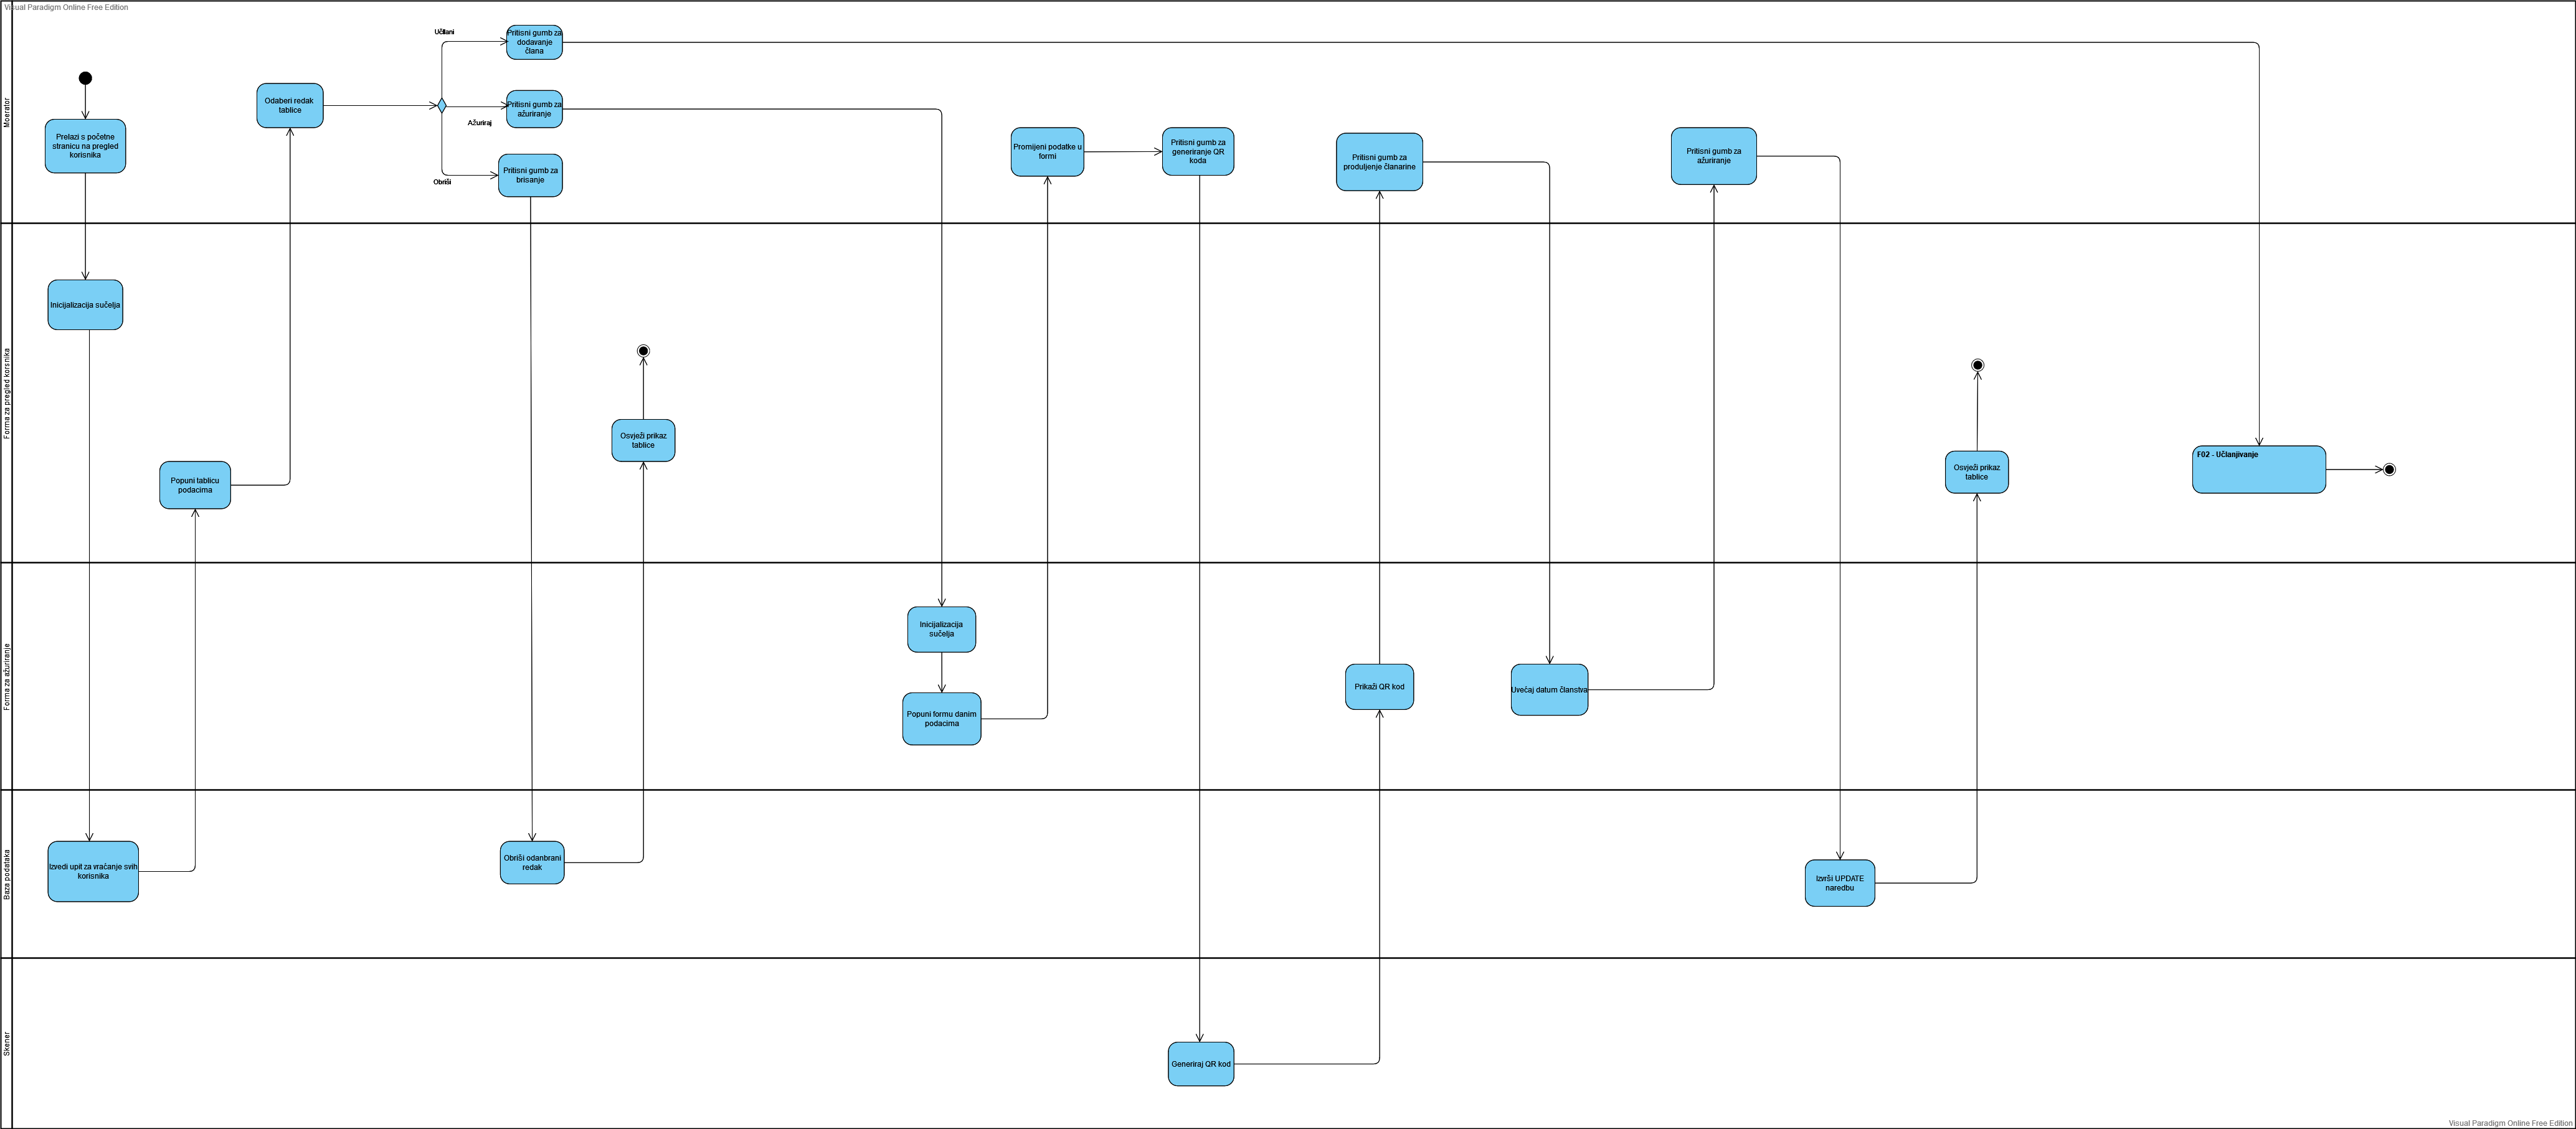 Visual Paradigm Online Free Edition
Moerator
Učllani
Pritisni gumb za
dodavanje
člana
Odaberi redak
tablice
Pritisni gumb za
ažuriranje
Ažuriraj
Prelazi s početne
stranicu na pregled
korisnika
Obriši
Pritisni gumb za
brisanje
Promijeni podatke u
formi
Pritisni gumb za
generiranje QR
koda
Pritisni gumb za
produljenje članarine
Pritisni gumb za
ažuriranje
Forma za pregled korsnika
Inicijalizacija sučelja
Popuni tablicu
podacima
Osvježi prikaz
tablice
Osvježi prikaz
tablice
F02 - Učlanjivanje
Forma za ažuriranje
Inicijalizacija
sučelja
Popuni formu danim
podacima
Prikaži QR kod
Uvećaj datum članstva
Baza podataka
Izvedi upit za vraćanje svih
korisnika
Obriši odanbrani
redak
Izvrši UPDATE
naredbu
Skener
Generiraj QR kod
Visual Paradigm Online Free Edition